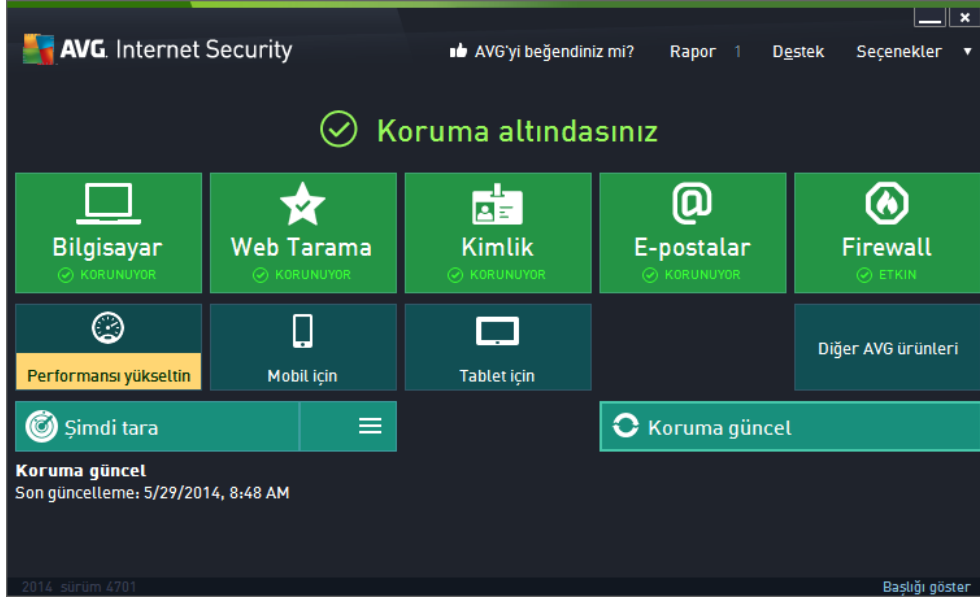 AVG. Internet Security
AVG'yi beğendiniz mi? Rapor 1 Destek Seçenekler
Koruma altındasınız
Bilgisayar Web Tarama Kimlik E-postalar Firewall
KORUNUYOR KORUNUYOR KORUNUYOR KORUNUYOR ETKIN
Performansı yükseltin Mobil için Tablet için Diğer AVG ürünleri
Şimdi tara Koruma güncel
Koruma güncel
Son güncelleme: 5/29/2014, 8:48 AM
2014 sürüm 4701 Başlığı göster